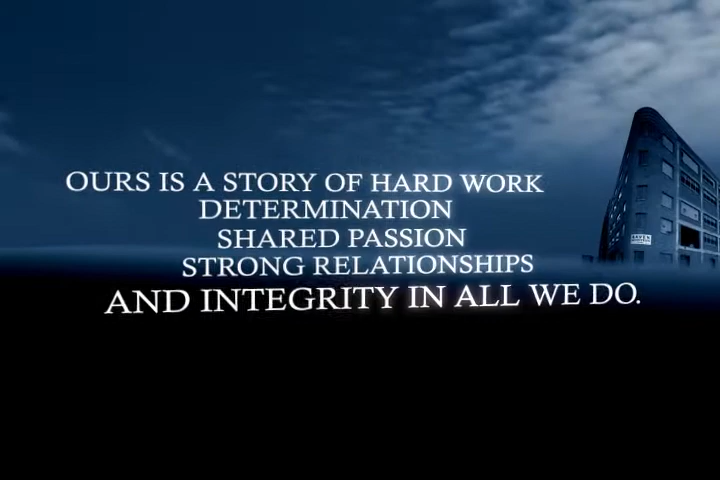 OURS IS A STORY OF HARD WORK
DETERMINATION
SHARED PASSION
STRONG RELATIONSHIPS
AND INTEGRITY IN ALL WE DO.